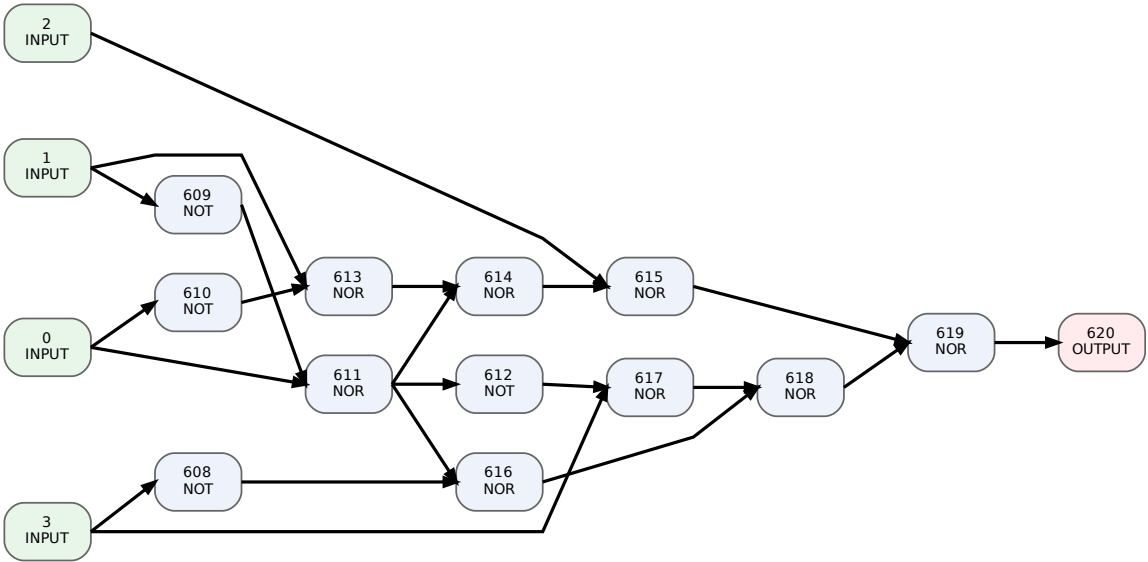 2
INPUT
1
INPUT
609
NOT
613
NOR
614
NOR
615
NOR
610
NOT
0
INPUT
619
NOR
620
OUTPUT
611
NOR
612
NOT
617
NOR
618
NOR
608
NOT
616
NOR
3
INPUT